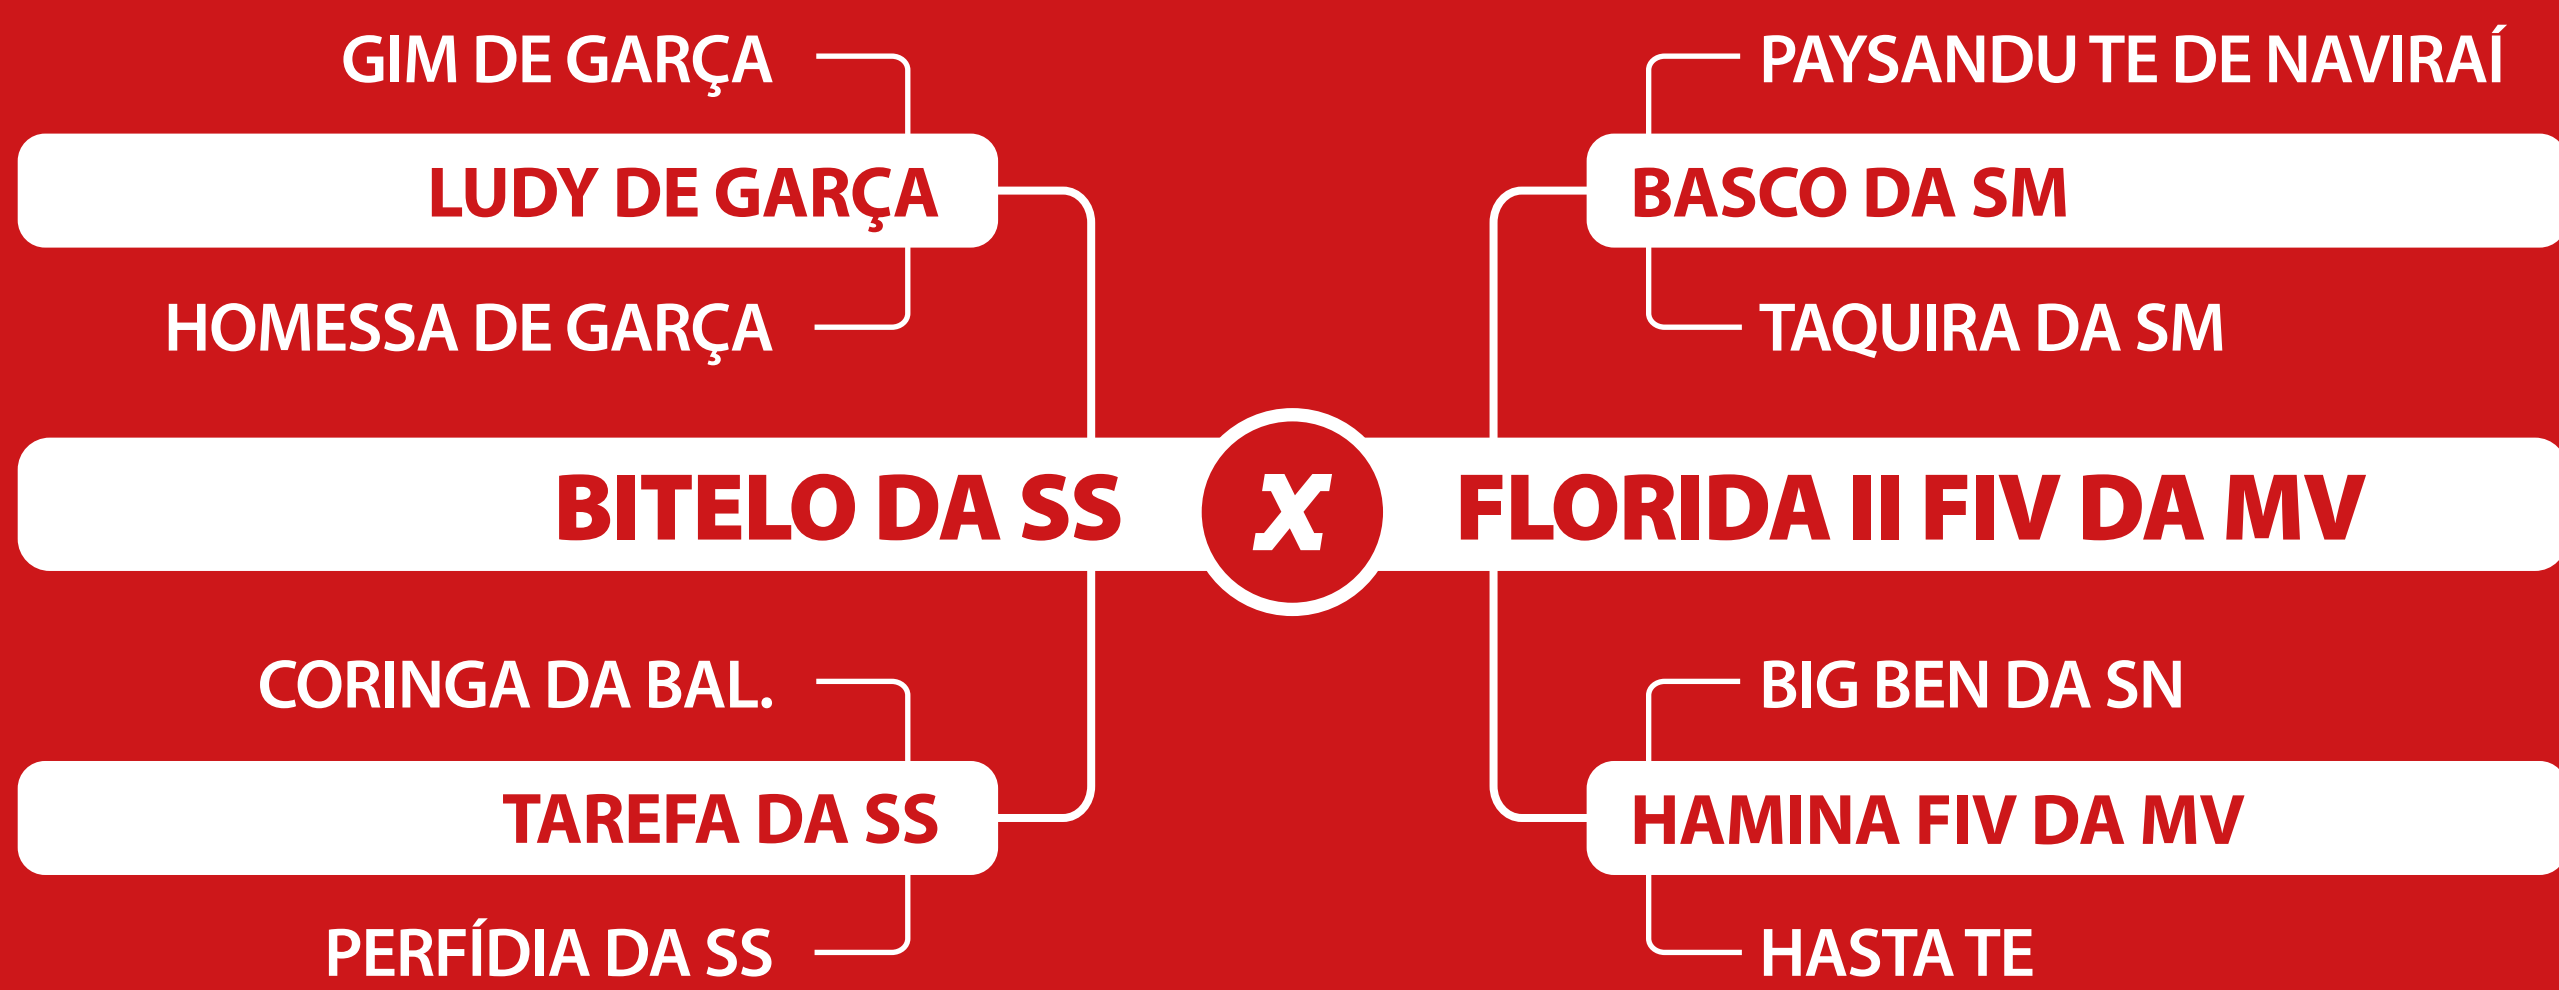 GIM DE GARÇA
LUDY DE GARÇA
HOMESSA DE GARÇA
BITELO DA SS
CORINGA DA BAL.
TAREFA DA SS
PERFÍDIA DA SS
X
PAYSANDU TE DE NAVIRAÍ
BASCO DA SM
TAQUIRA DA SM
FLORIDA II FIV DA MV
BIG BEN DA SN
HAMINA FIV DA MV
HASTA TE